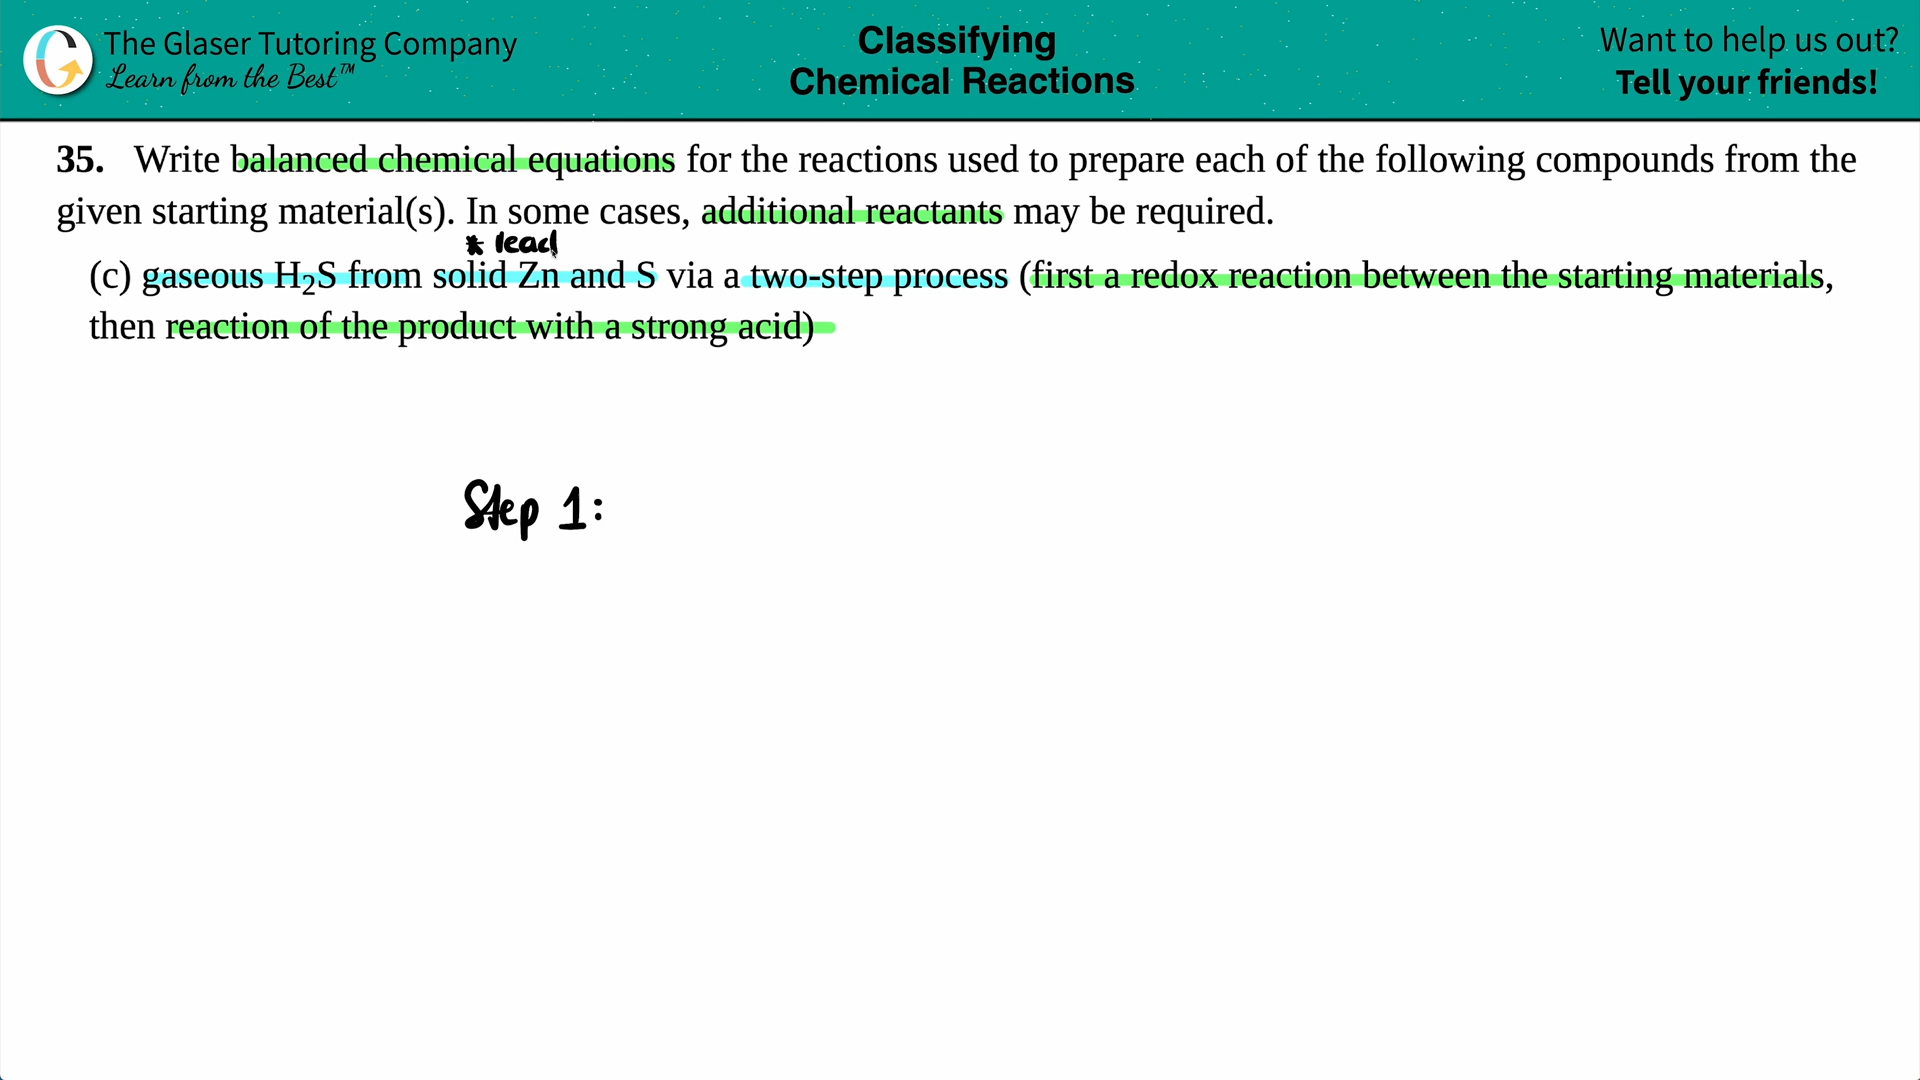 The Glaser Tutoring Company
Learn from the Best™
Classifying
Chemical Reactions
Want to help us out?
Tell your friends!
35. Write balanced chemical equations for the reactions used to prepare each of the following compounds from the
given starting material(s). In some cases, additional reactants may be required.
* lead
(c) gaseous H₂S from solid Zn and S via a two-step process (first a redox reaction between the starting materials,
then reaction of the product with a strong acid)
Step 1: